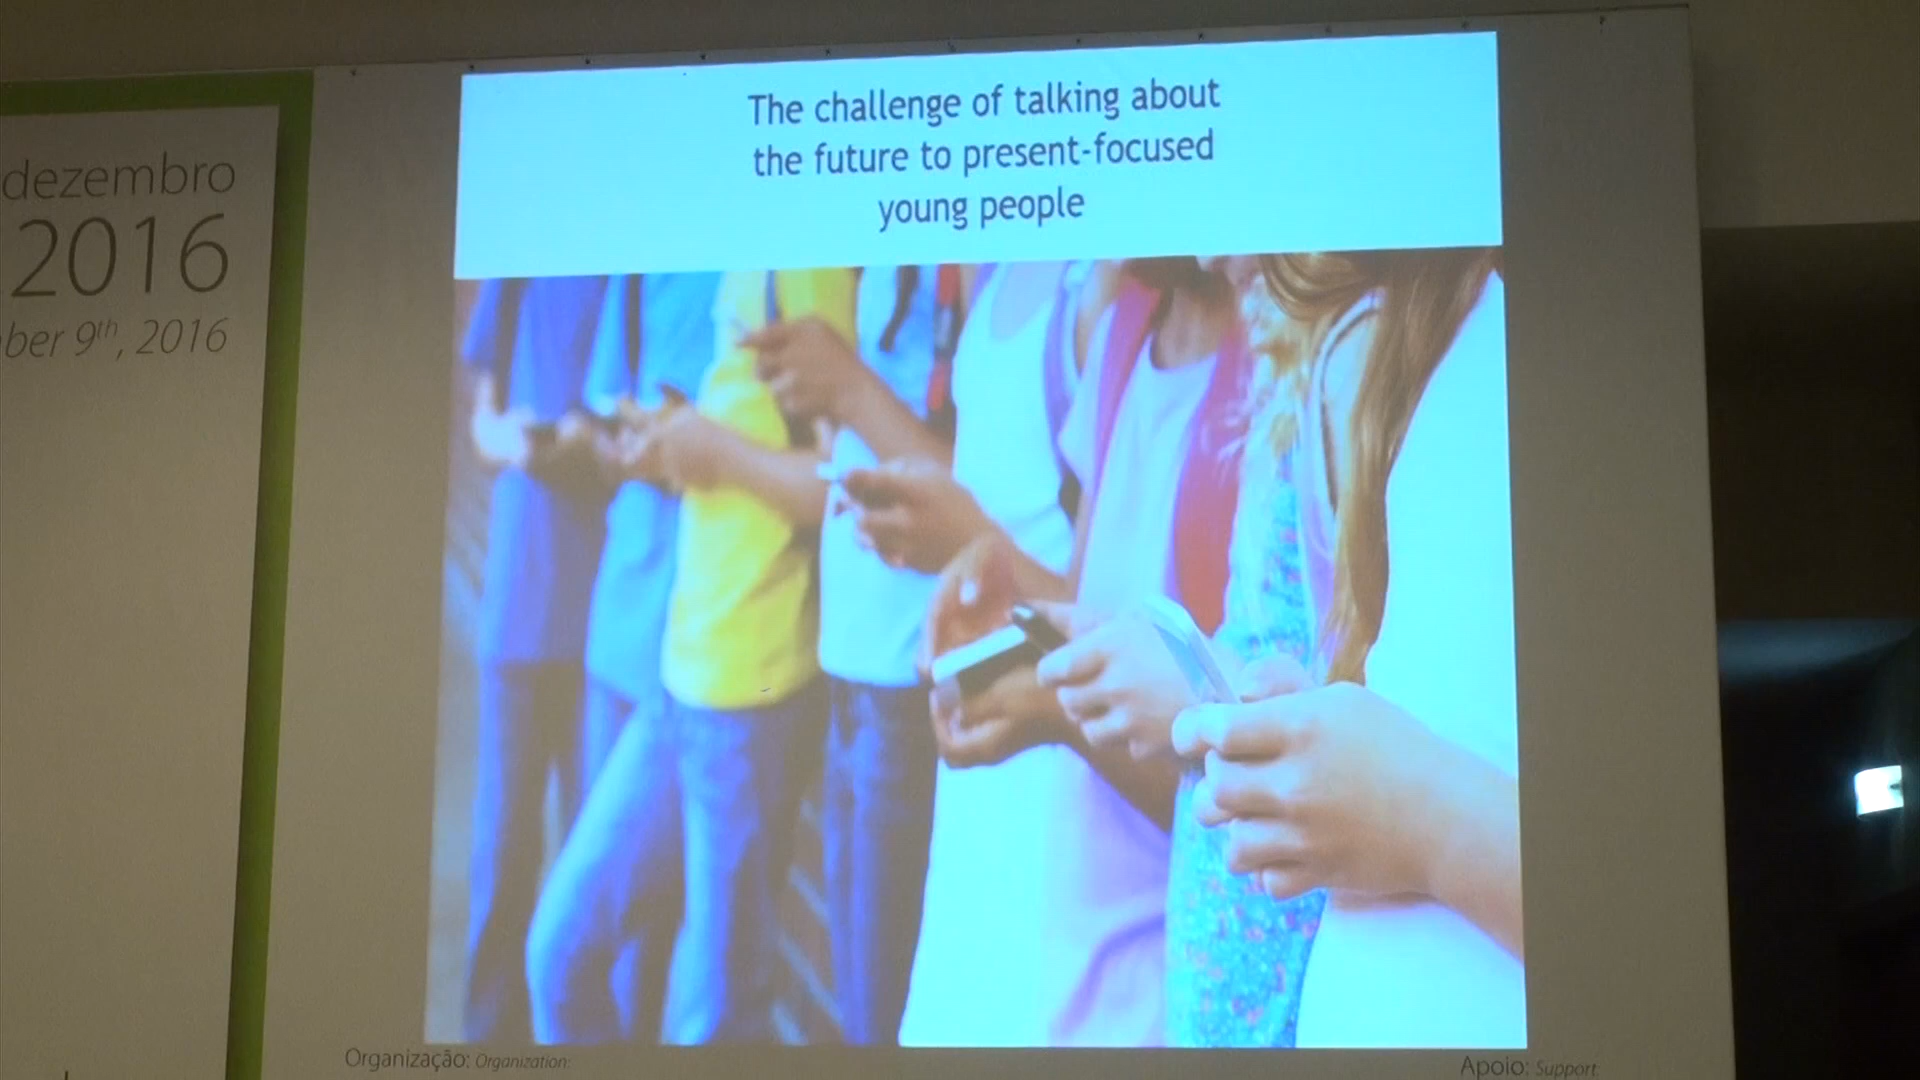 dezembro
2016
9th, 2016
The challenge of talking about
the future to present-focused
young people
Organização: Organization:
Apoio: Support: